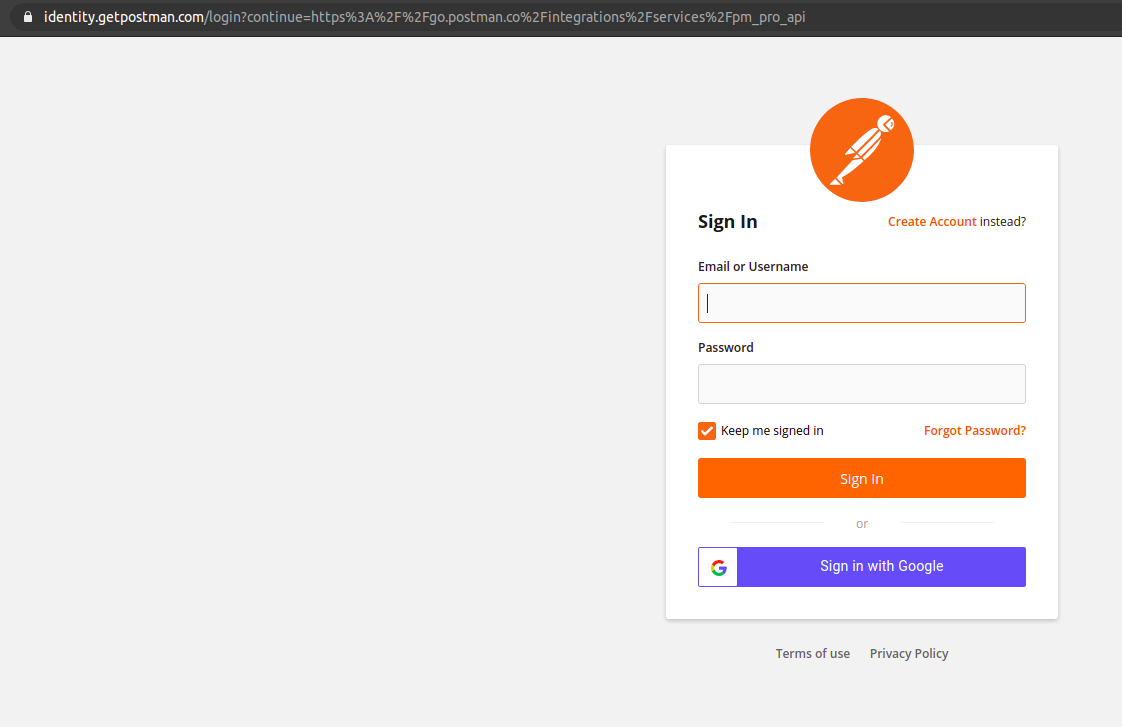 identity.getpostman.com/login?continue=https%3A%2F%2Fgo.postman.co%2Fintegrations%2Fservices%2Fpm_pro_api
Sign In
Create Account instead?
Email or Username
Password
Keep me signed in
Forgot Password?
Sign In
or
Sign in with Google
Terms of use
Privacy Policy